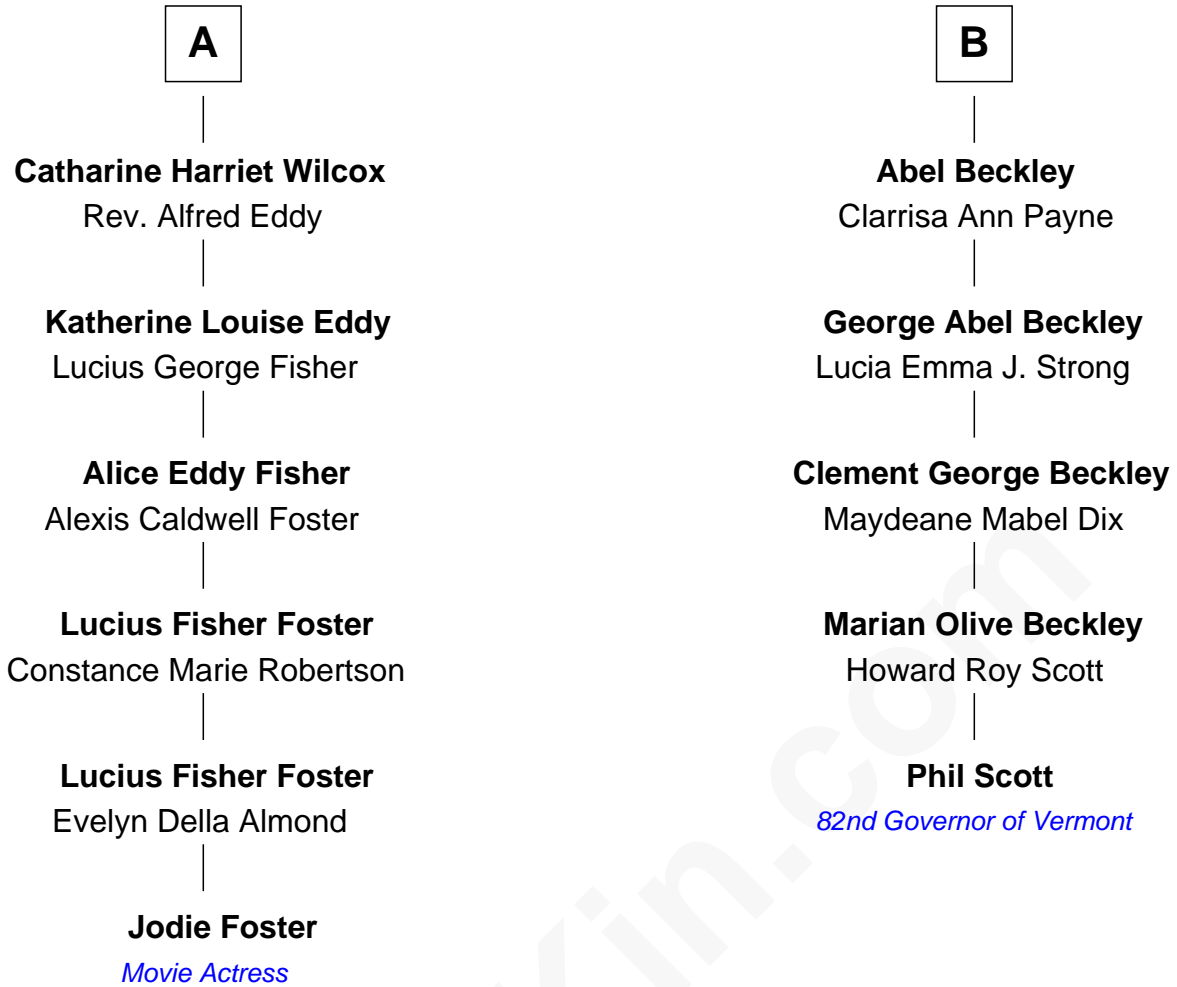 A
Catharine Harriet Wilcox
Rev. Alfred Eddy
Katherine Louise Eddy
Lucius George Fisher
Alice Eddy Fisher
Alexis Caldwell Foster
Lucius Fisher Foster
Constance Marie Robertson
Lucius Fisher Foster
Evelyn Della Almond
Jodie Foster
Movie Actress
B
Abel Beckley
Clarrisa Ann Payne
George Abel Beckley
Lucia Emma J. Strong
Clement George Beckley
Maydeane Mabel Dix
Marian Olive Beckley
Howard Roy Scott
Phil Scott
82nd Governor of Vermont
Kin.com